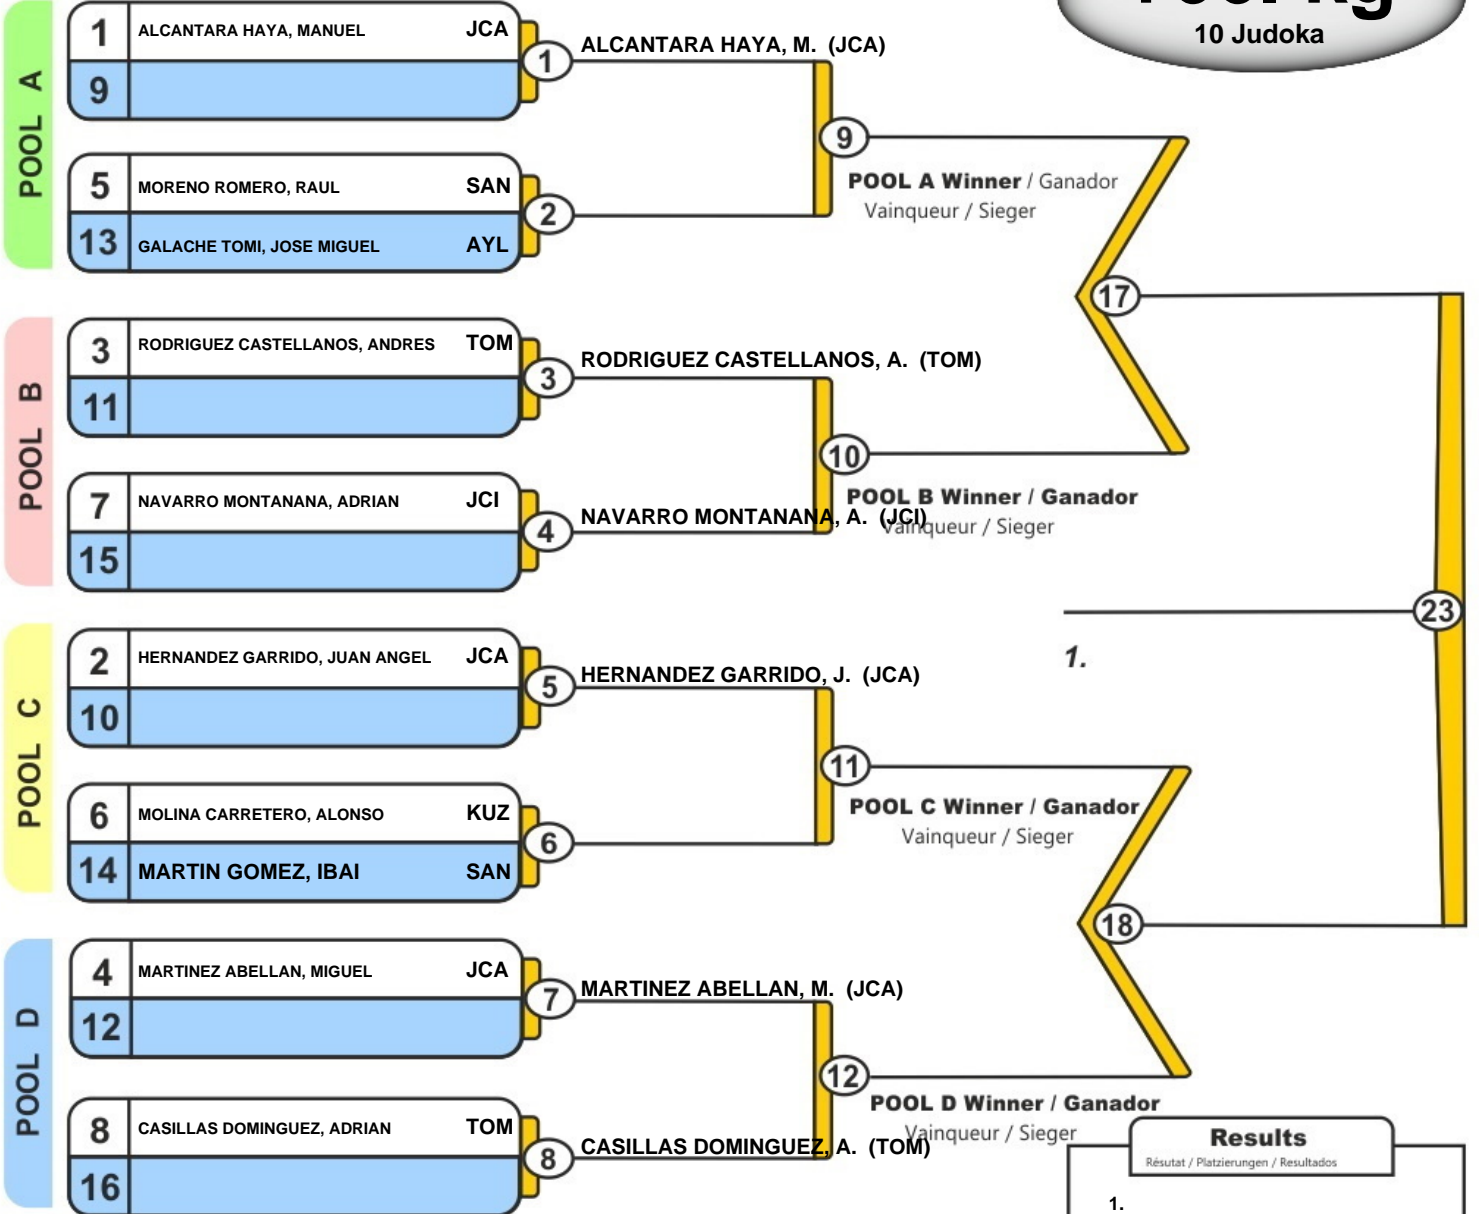 kg
10 Judoka
POOL A
1 ALCANTARA HAYA, MANUEL JCA
9
1
ALCANTARA HAYA, M. (JCA)
5 MORENO ROMERO, RAUL SAN
13 GALACHE TOMI, JOSE MIGUEL AYL
2
9
POOL A Winner / Ganador
Vainqueur / Sieger
17
POOL B
3 RODRIGUEZ CASTELLANOS, ANDRES TOM
11
3
RODRIGUEZ CASTELLANOS, A. (TOM)
7 NAVARRO MONTANANA, ADRIAN JCI
15
4
NAVARRO MONTANANA, A. (JCI)
10
POOL B Winner / Ganador
Vainqueur / Sieger
23
1.
POOL C
2 HERNANDEZ GARRIDO, JUAN ANGEL JCA
10
5
HERNANDEZ GARRIDO, J. (JCA)
6 MOLINA CARRETERO, ALONSO KUZ
14 MARTIN GOMEZ, IBAI SAN
6
11
POOL C Winner / Ganador
Vainqueur / Sieger
18
POOL D
4 MARTINEZ ABELLAN, MIGUEL JCA
12
7
MARTINEZ ABELLAN, M. (JCA)
8 CASILLAS DOMINGUEZ, ADRIAN TOM
16
8
CASILLAS DOMINGUEZ, A. (TOM)
12
POOL D Winner / Ganador
Vainqueur / Sieger
Results
Résutat / Platzierungen / Resultados
1.